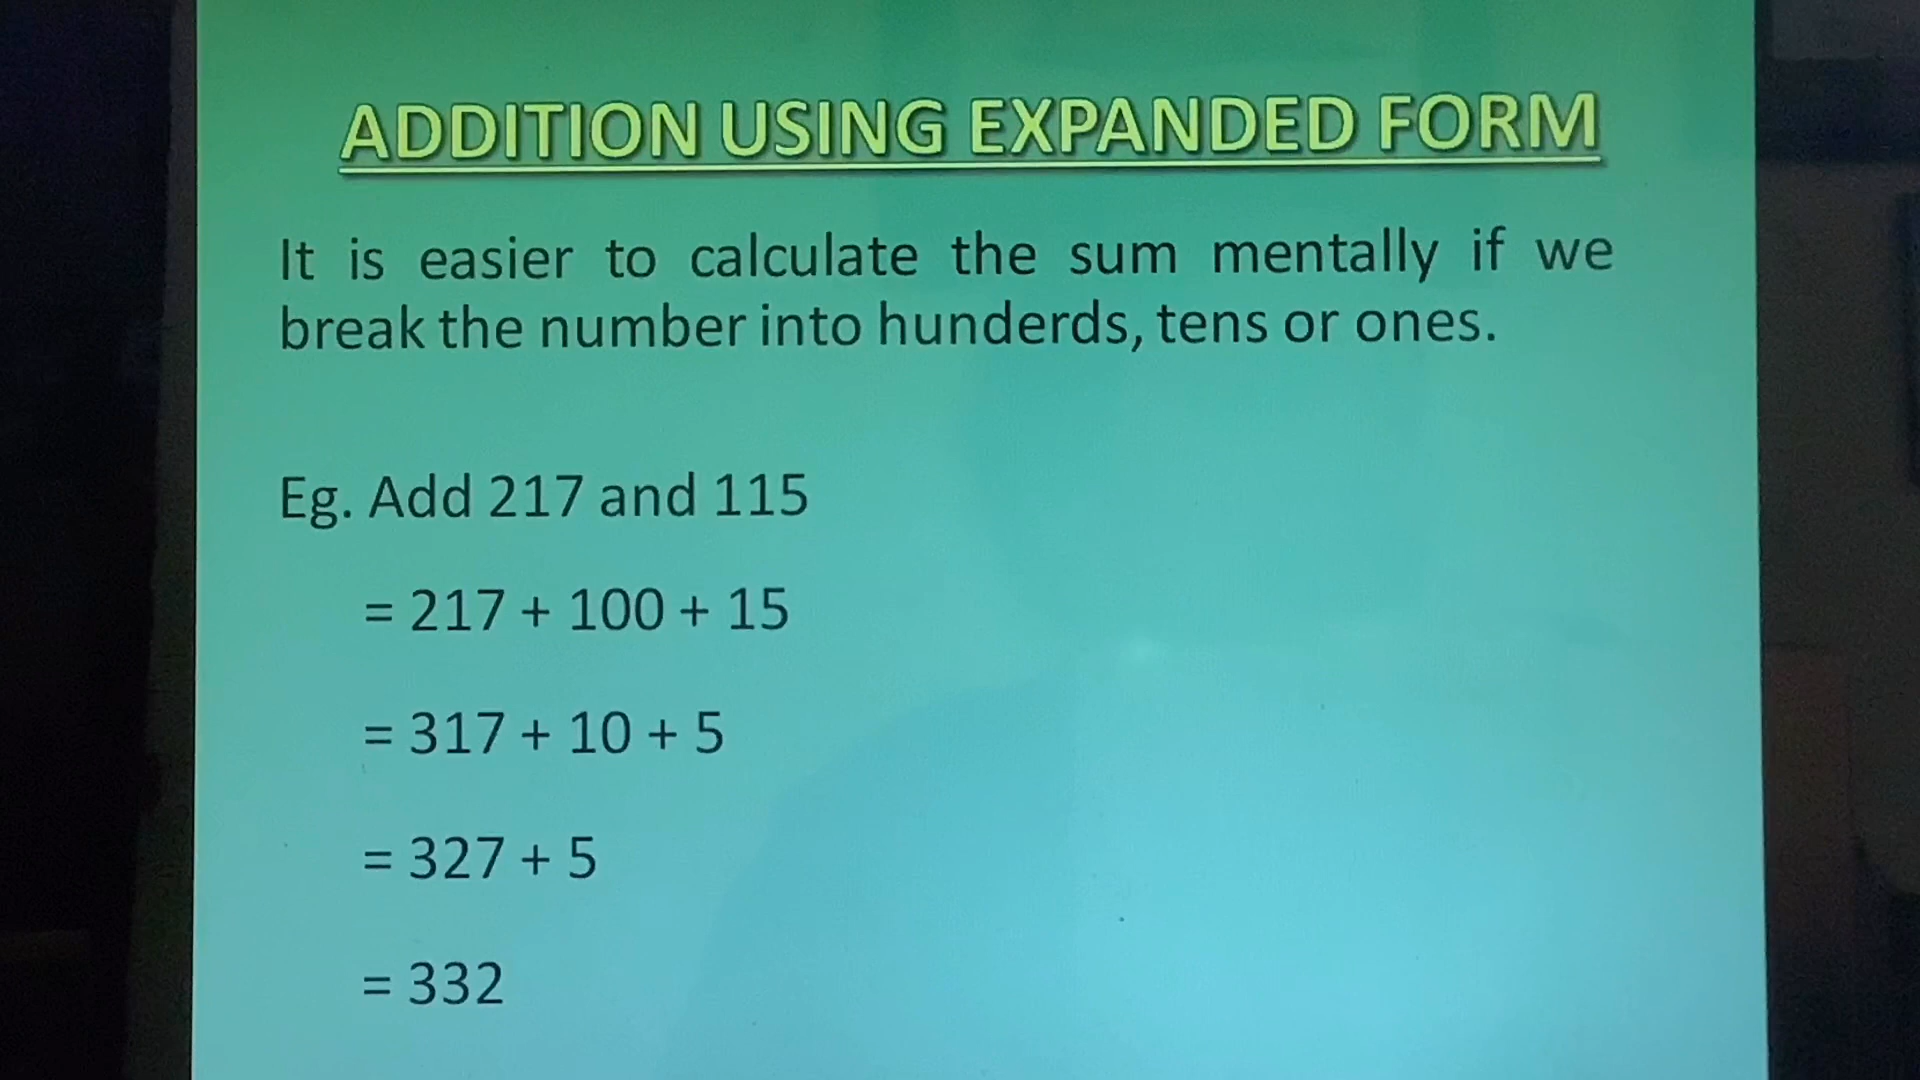 ADDITION USING EXPANDED FORM
It is easier to calculate the sum mentally if we
break the number into hunderds, tens or ones.
Eg. Add 217 and 115
= 217 + 100 + 15
= 317 + 10 + 5
= 327 + 5
= 332